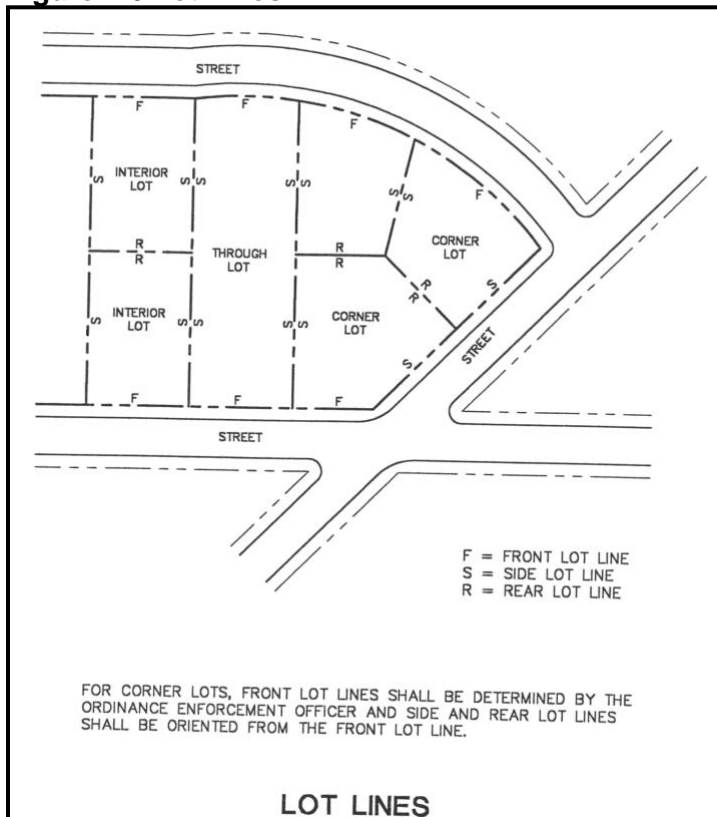 STREET
F
F
F
F
INTERIOR
LOT
S
S S
S S
S S
CORNER
LOT
R
R
THROUGH
LOT
R
R
R
R
S
INTERIOR
LOT
CORNER
LOT
S
S S
S S
S
STREET
F
F
F
STREET
F = FRONT LOT LINE
S = SIDE LOT LINE
R = REAR LOT LINE
FOR CORNER LOTS, FRONT LOT LINES SHALL BE DETERMINED BY THE
ORDINANCE ENFORCEMENT OFFICER AND SIDE AND REAR LOT LINES
SHALL BE ORIENTED FROM THE FRONT LOT LINE.
LOT LINES